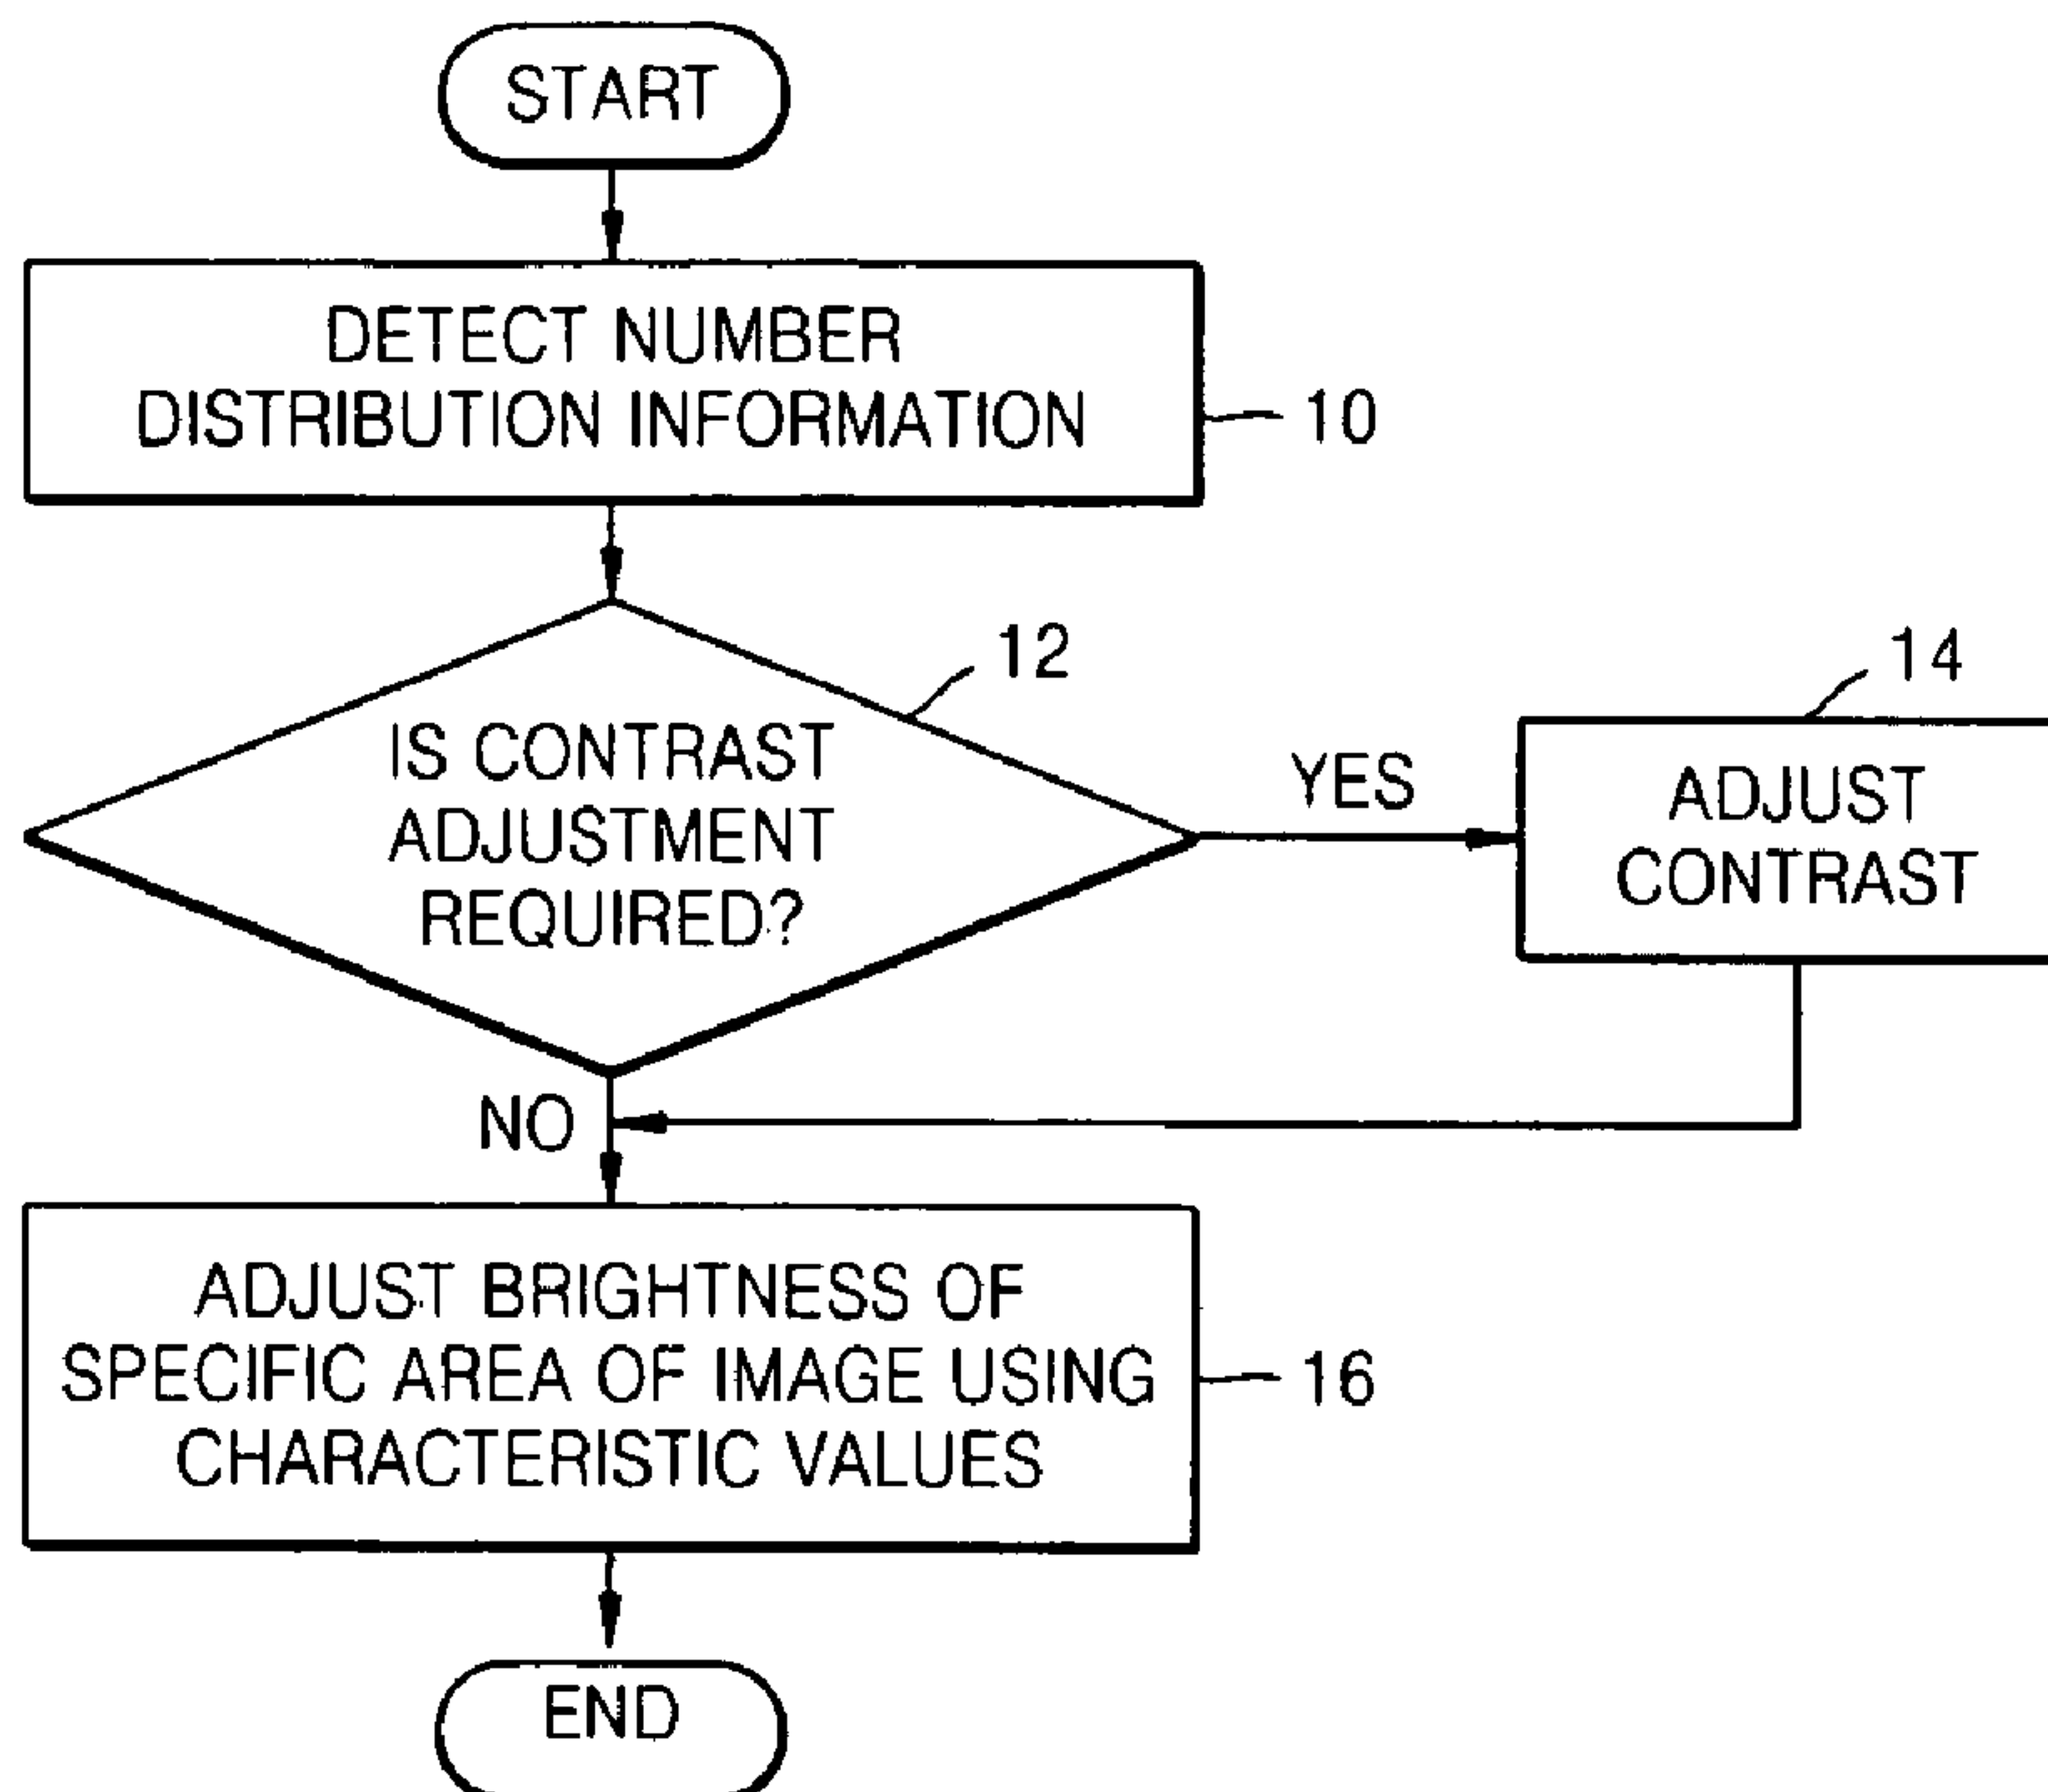 START
DETECT NUMBER
DISTRIBUTION INFORMATION
10
12
IS CONTRAST
ADJUSTMENT
REQUIRED?
YES
14
ADJUST
CONTRAST
NO
ADJUST BRIGHTNESS OF
SPECIFIC AREA OF IMAGE USING
CHARACTERISTIC VALUES
16
END